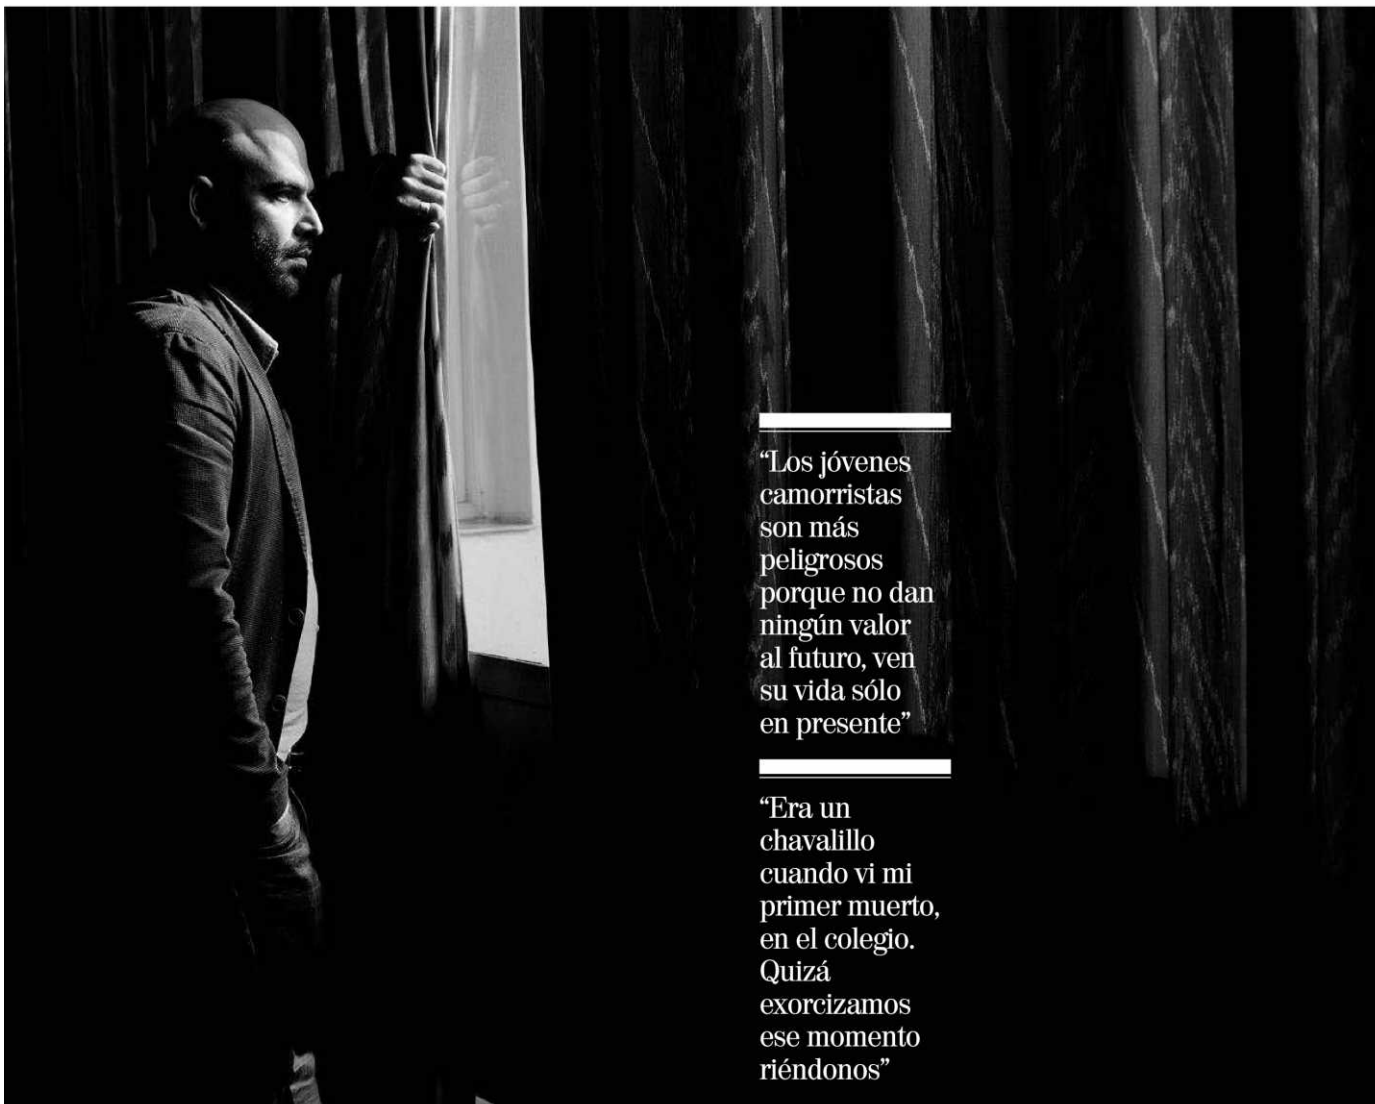 “Los jóvenes
camorristas
son más
peligrosos
porque no dan
ningún valor
al futuro, ven
su vida sólo
en presente”
“Era un
chavalillo
cuando vi mi
primer muerto,
en el colegio.
Quizá
exorcizamos
ese momento
riéndonos”